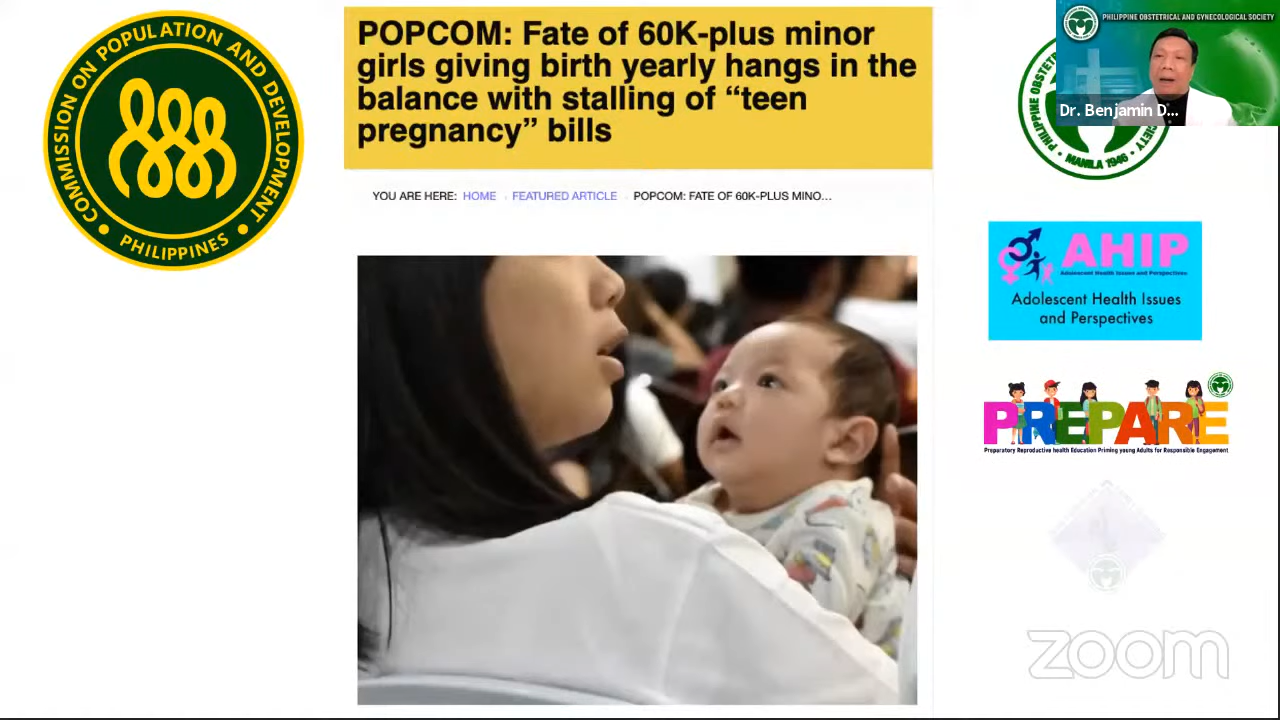 COMMISSION ON POPULATION AND DEVELOPMENT
PHILIPPINES
POPCOM: Fate of 60K-plus minor
girls giving birth yearly hangs in the
balance with stalling of “teen
pregnancy” bills
YOU ARE HERE: HOME FEATURED ARTICLE POPCOM: FATE OF 60K-PLUS MINO...
PHILIPPINE OBSTETRICAL AND GYNECOLOGICAL SOCIETY
Dr. Benjamin D...
PHILIPPINE
MANILA 1946
AHIP
Adolescent Health Issues and Perspectives
Adolescent Health Issues
and Perspectives
PREPARE
Preparatory Reproductive health Education Priming young Adults for Responsible Engagement
zoom